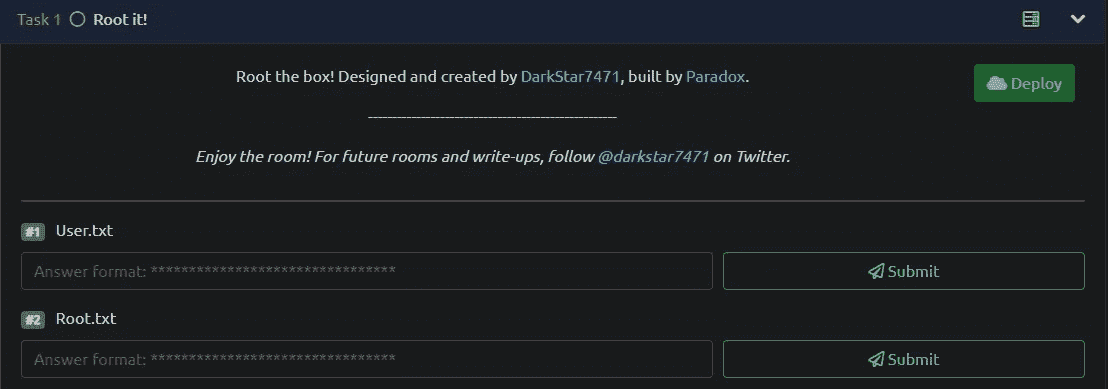 Task 1 Root it!
Root the box! Designed and created by DarkStar7471, built by Paradox.
Deploy
----------------------------------------------------
Enjoy the room! For future rooms and write-ups, follow @darkstar7471 on Twitter.
#1 User.txt
Answer format: ********************************
Submit
#2 Root.txt
Answer format: ********************************
Submit